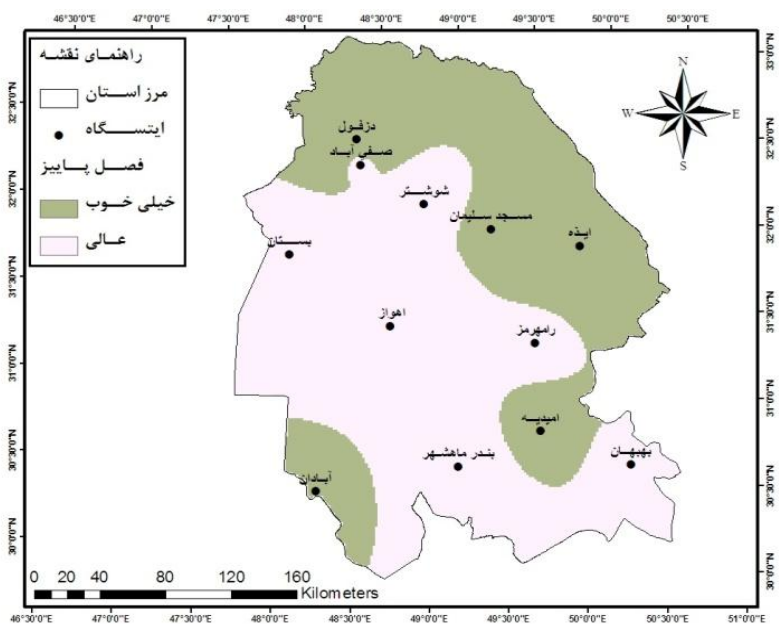 46°30'0"E 47°0'0"E 47°30'0"E 48°0'0"E 48°30'0"E 49°0'0"E 49°30'0"E 50°0'0"E 50°30'0"E
راهنمای نقشه
مرز استان
ایتسگاه
فصل پاییز
خیلی خوب
عالی
N
W E
S
دزفول
صفی آباد
شوشتر
مسجد سلیمان
ایذه
بستان
اهواز
رامهرمز
امیدیه
بندر ماهشهر
بهبهان
آبادان
0 10 20 40 80 120 160
Kilometers
46°30'0"E 47°0'0"E 47°30'0"E 48°0'0"E 48°30'0"E 49°0'0"E 49°30'0"E 50°0'0"E 50°30'0"E